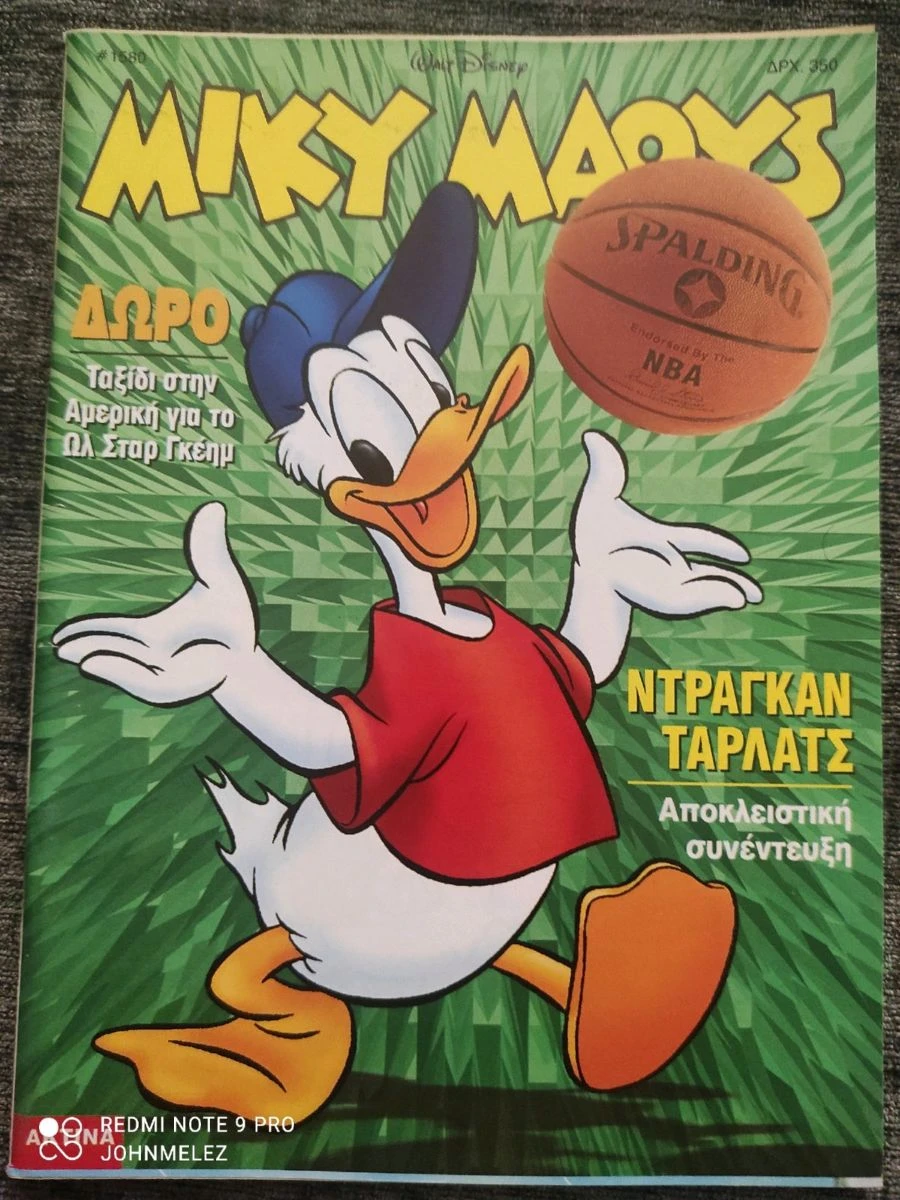 #1580
WALT DISNEY
ΔΡΧ. 350
ΜΙΚΥ ΜΑΟΥΣ
SPALDING
Endorsed By The
NBA
ΔΩΡΟ
Ταξίδι στην
Αμερική για το
Ωλ Σταρ Γκέημ
ΝΤΡΑΓΚΑΝ
ΤΑΡΛΑΤΣ
Αποκλειστική
συνέντευξη
ΑΚΤΙΝΑ
REDMI NOTE 9 PRO
JOHNMELEZ